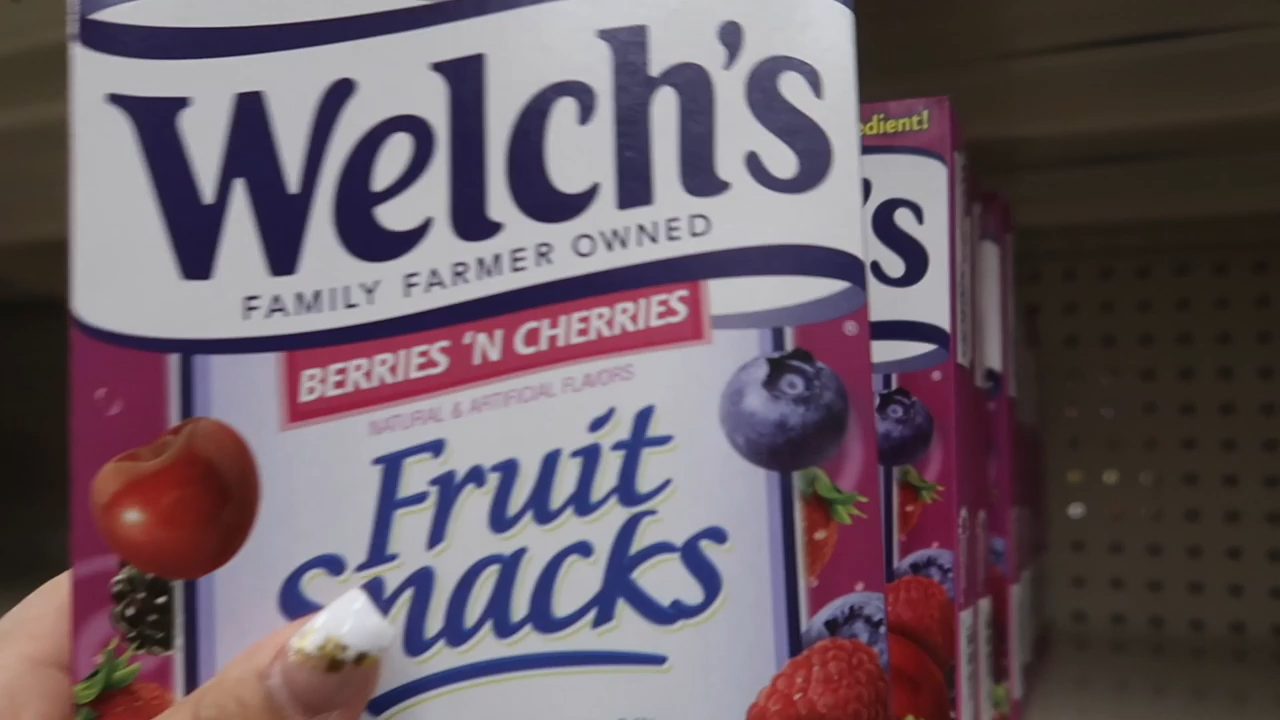 Welch's
FAMILY FARMER OWNED
BERRIES 'N CHERRIES
NATURAL & ARTIFICIAL FLAVORS
Fruit
snacks
®
edient!
's